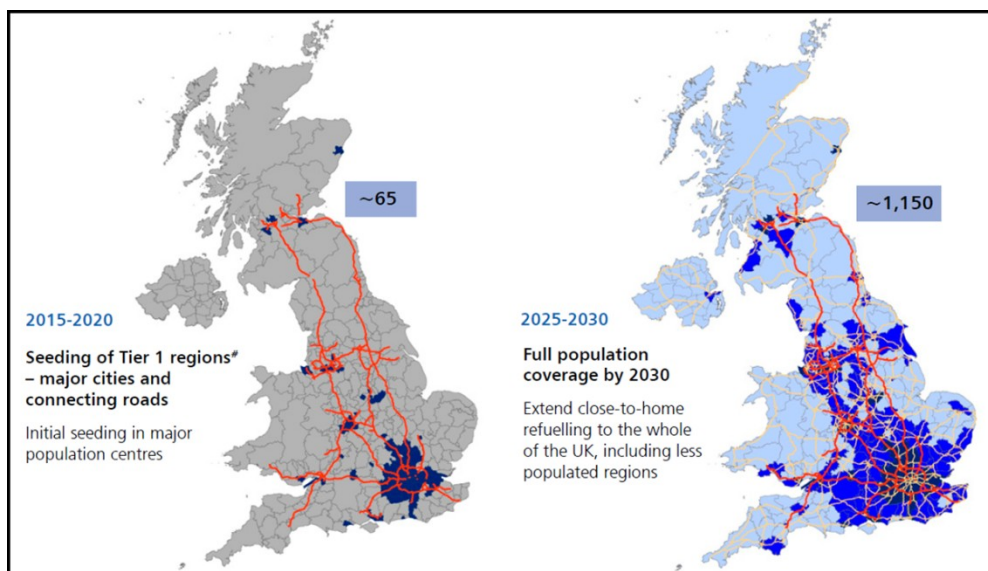 ~65
2015-2020
Seeding of Tier 1 regions#
– major cities and
connecting roads
Initial seeding in major
population centres
~1,150
2025-2030
Full population
coverage by 2030
Extend close-to-home
refuelling to the whole
of the UK, including less
populated regions